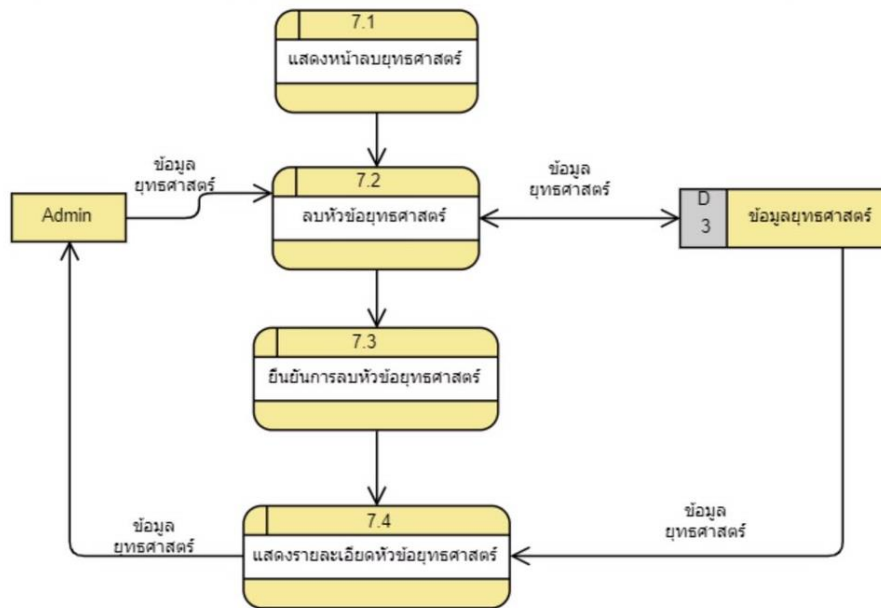 7.1
แสดงหน้าลบยุทธศาสตร์
ข้อมูล
ยุทธศาสตร์
7.2
ลบหัวข้อยุทธศาสตร์
ข้อมูล
ยุทธศาสตร์
Admin
D
3
ข้อมูลยุทธศาสตร์
7.3
ยืนยันการลบหัวข้อยุทธศาสตร์
ข้อมูล
ยุทธศาสตร์
7.4
แสดงรายละเอียดหัวข้อยุทธศาสตร์
ข้อมูล
ยุทธศาสตร์